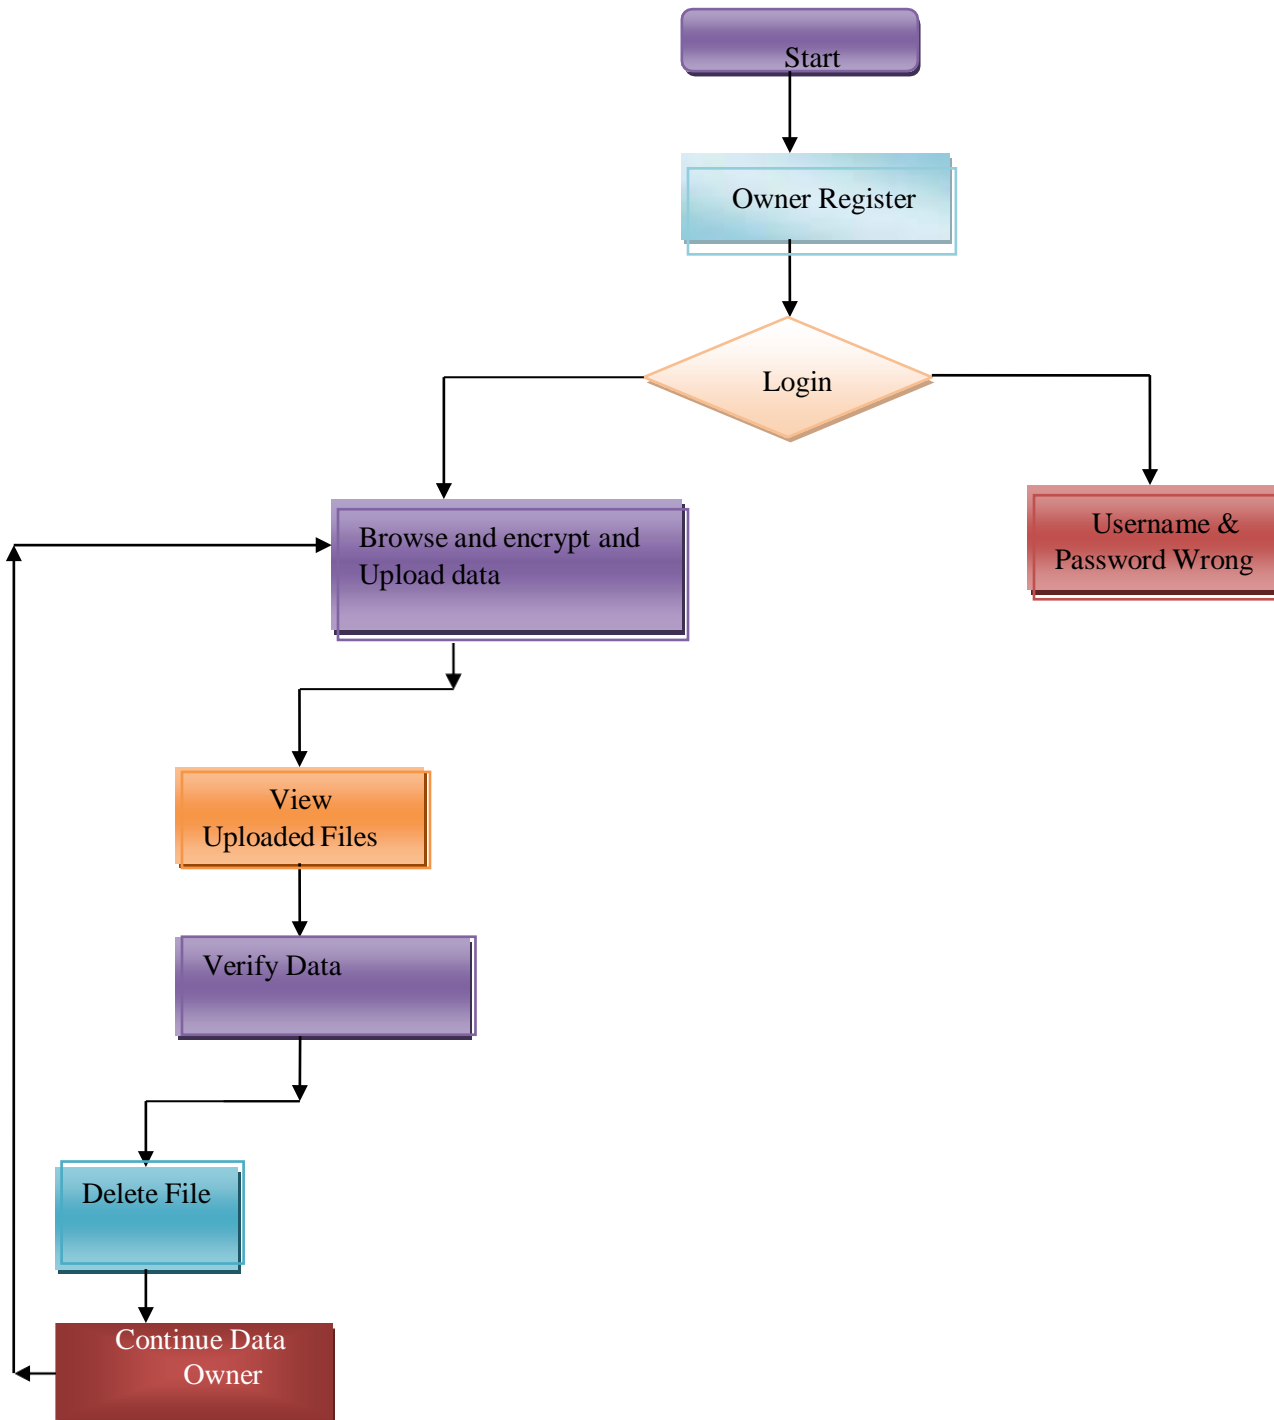 Start
Owner Register
Login
Browse and encrypt and
Upload data
Username &
Password Wrong
View
Uploaded Files
Verify Data
Delete File
Continue Data
Owner